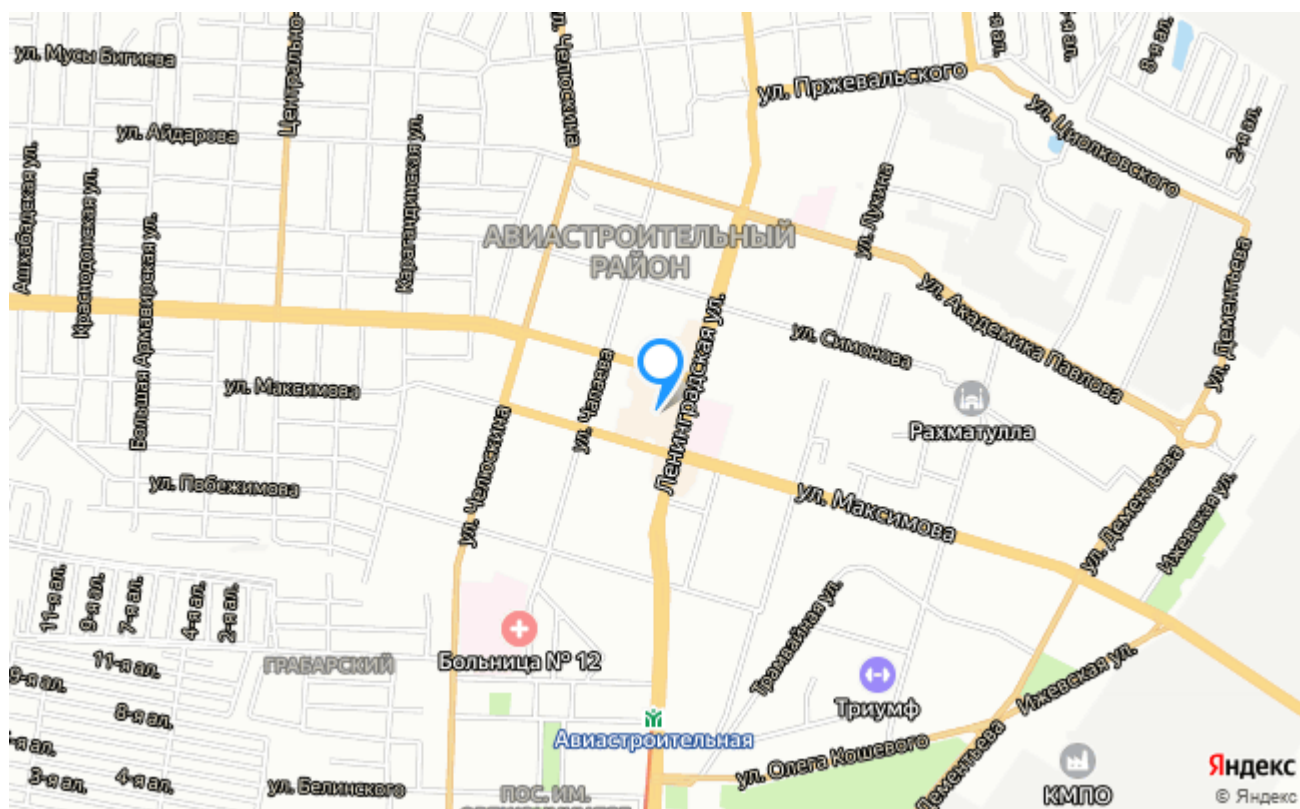 ул. Мусы Бигиева
Центрально-
ул. Челюскина
ул. Пржевальского
8-я ал.
2-я ал.
ул. Айдарова
ул. Циолковского
Ашхабадская ул.
Краснодонская ул.
Большая Армавирская ул.
Карагандинская ул.
ул. Лукина
АВИАСТРОИТЕЛЬНЫЙ
РАЙОН
ул. Дементьева
ул. Академика Павлова
ул. Симонова
Ленинградская ул.
ул. Максимова
ул. Чапаева
Рахматулла
ул. Побежимова
ул. Челюскина
ул. Максимова
ул. Дементьева
Ижевская ул.
11-я ал.
9-я ал.
7-я ал.
4-я ал.
2-я ал.
ГРАБАРСКИЙ
Больница № 12
Трамвайная ул.
Триумф
Ижевская ул.
11-я ал.
9-я ал.
8-я ал.
4-я ал.
3-я ал.
Авиастроительная
ул. Олега Кошевого
Дементьева
ул. Белинского
ПОС. ИМ.
КМПО
Яндекс
© Яндекс